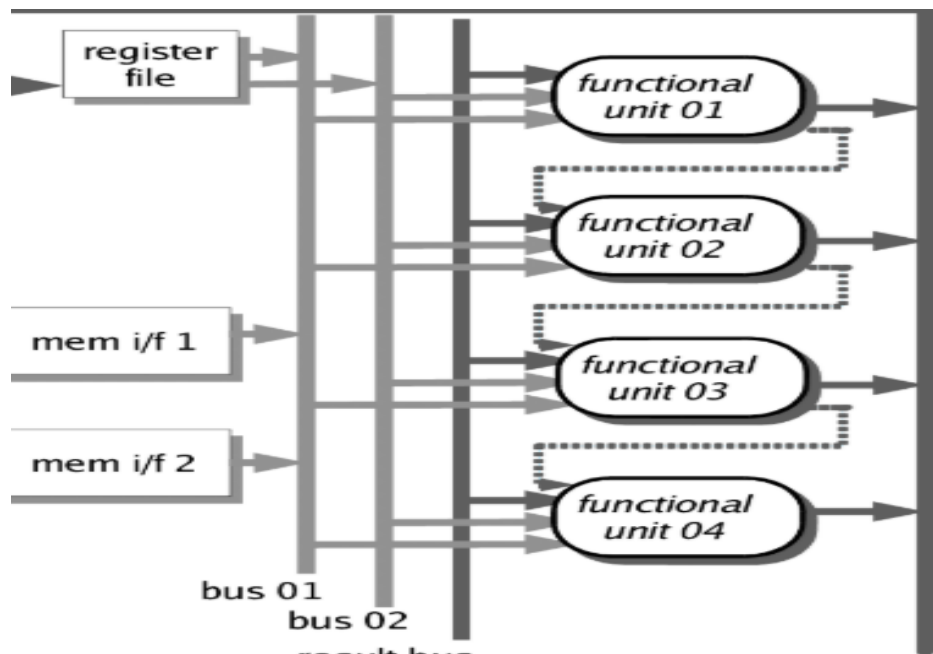 register
file
functional
unit 01
functional
unit 02
mem i/f 1
functional
unit 03
mem i/f 2
functional
unit 04
bus 01
bus 02